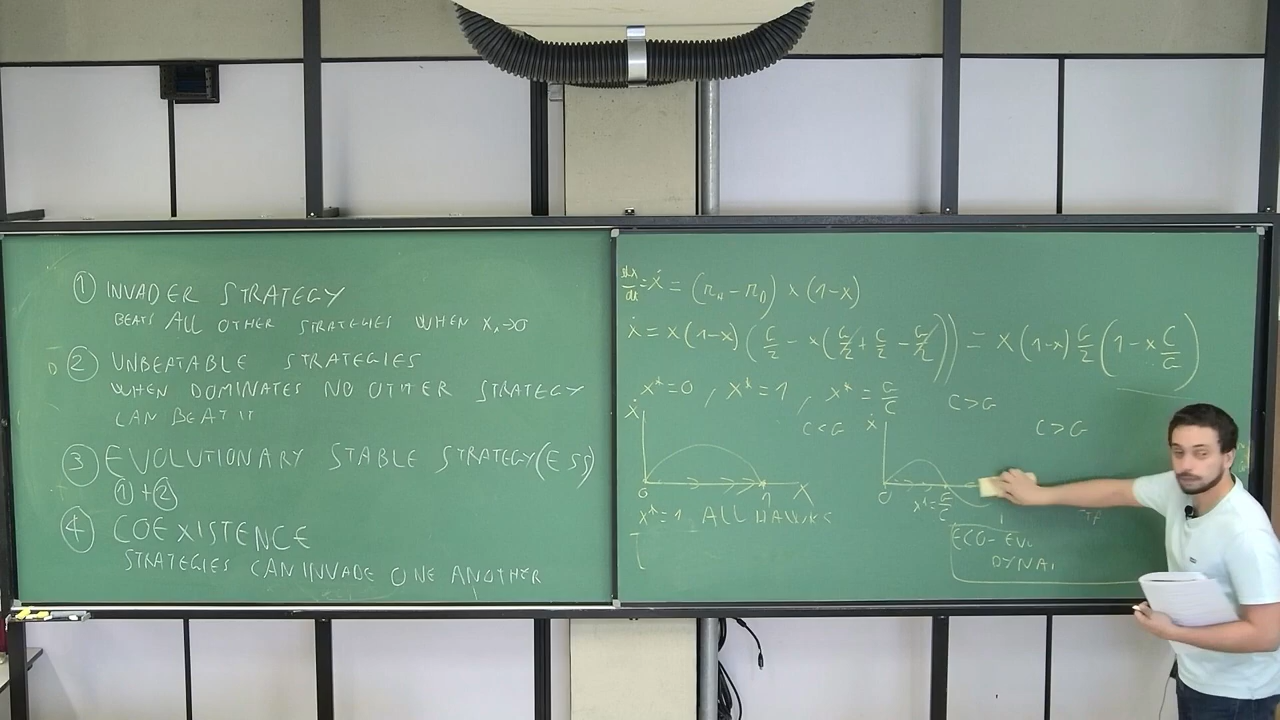 ① INVADER STRATEGY
BEATS ALL OTHER STRATEGIES WHEN X₁→0
② UNBEATABLE STRATEGIES
WHEN DOMINATES NO OTHER STRATEGY
CAN BEAT IT
③ EVOLUTIONARY STABLE STRATEGY (ESS)
①+②
④ COEXISTENCE
STRATEGIES CAN INVADE ONE ANOTHER
dx/dt = ẋ = (π_H − π_D) x (1−x)
ẋ = x(1−x)(G/2 − x(G/2 + C/2 − G/2)) = x(1−x) G/2 (1 − x C/G)
x* = 0, x* = 1, x* = G/C C>G
C<G C>G
ẋ ẋ
0 1 X 0 x* = G/C
x* = 1 ALL HAWKS
ECO-EVO